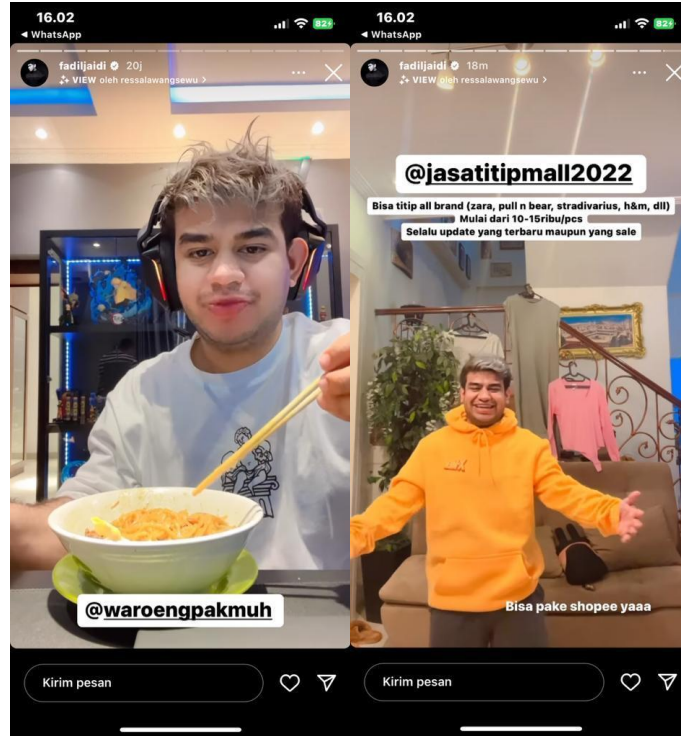 16.02
82
WhatsApp
fadiljaidi 20j
VIEW oleh ressalawangsewu >
@waroengpakmuh
Kirim pesan
16.02
82
WhatsApp
fadiljaidi 18m
VIEW oleh ressalawangsewu >
@jasatitipmall2022
Bisa titip all brand (zara, pull n bear, stradivarius, h&m, dll)
Mulai dari 10-15ribu/pcs
Selalu update yang terbaru maupun yang sale
Bisa pake shopee yaaa
Kirim pesan